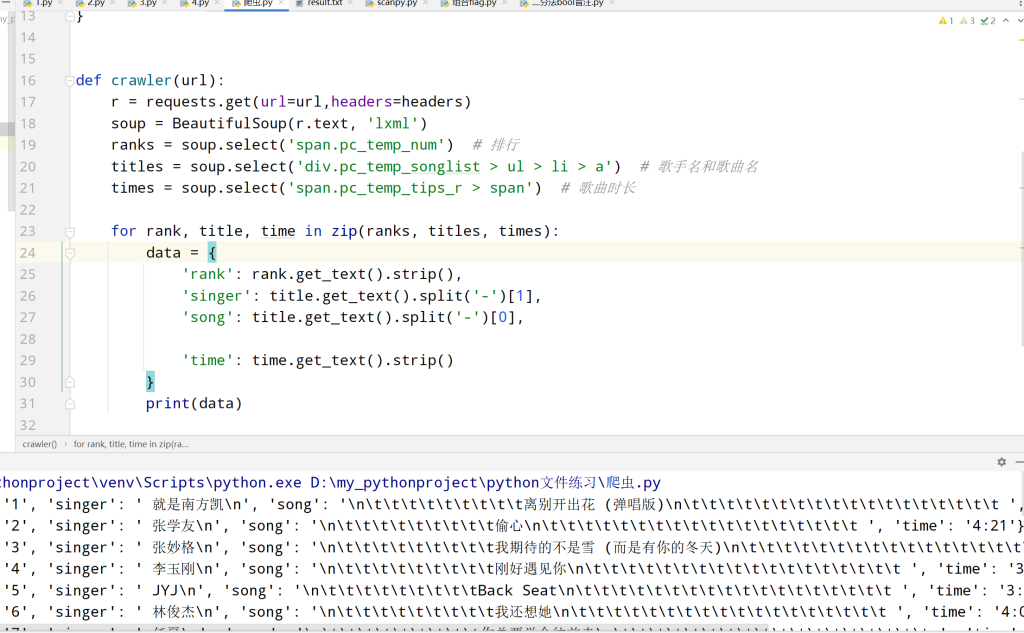 1.py 2.py 3.py 4.py 爬虫.py result.txt scanpy.py 组合flag.py 二分法bool盲注.py
13 }
1 3 2
14
15
16 def crawler(url):
17 r = requests.get(url=url,headers=headers)
18 soup = BeautifulSoup(r.text, 'lxml')
19 ranks = soup.select('span.pc_temp_num') # 排行
20 titles = soup.select('div.pc_temp_songlist > ul > li > a') # 歌手名和歌曲名
21 times = soup.select('span.pc_temp_tips_r > span') # 歌曲时长
22
23 for rank, title, time in zip(ranks, titles, times):
24 data = {
25 'rank': rank.get_text().strip(),
26 'singer': title.get_text().split('-')[1],
27 'song': title.get_text().split('-')[0],
28
29 'time': time.get_text().strip()
30 }
31 print(data)
32
crawler() › for rank, title, time in zip(ra...
thonproject\venv\Scripts\python.exe D:\my_pythonproject\python文件练习\爬虫.py
'1', 'singer': ' 就是南方凯\n', 'song': '\n\t\t\t\t\t\t\t\t离别开出花 (弹唱版)\n\t\t\t\t\t\t\t\t\t\t\t\t\t\t\t\t\t ',
'2', 'singer': ' 张学友\n', 'song': '\n\t\t\t\t\t\t\t\t偷心\n\t\t\t\t\t\t\t\t\t\t\t\t\t\t\t\t\t ', 'time': '4:21'}
'3', 'singer': ' 张妙格\n', 'song': '\n\t\t\t\t\t\t\t\t我期待的不是雪 (而是有你的冬天)\n\t\t\t\t\t\t\t\t\t\t\t\t\t\t\t\t
'4', 'singer': ' 李玉刚\n', 'song': '\n\t\t\t\t\t\t\t\t刚好遇见你\n\t\t\t\t\t\t\t\t\t\t\t\t\t\t\t\t\t ', 'time': '3
'5', 'singer': ' JYJ\n', 'song': '\n\t\t\t\t\t\t\t\tBack Seat\n\t\t\t\t\t\t\t\t\t\t\t\t\t\t\t\t\t ', 'time': '3:
'6', 'singer': ' 林俊杰\n', 'song': '\n\t\t\t\t\t\t\t\t我还想她\n\t\t\t\t\t\t\t\t\t\t\t\t\t\t\t\t\t ', 'time': '4:0